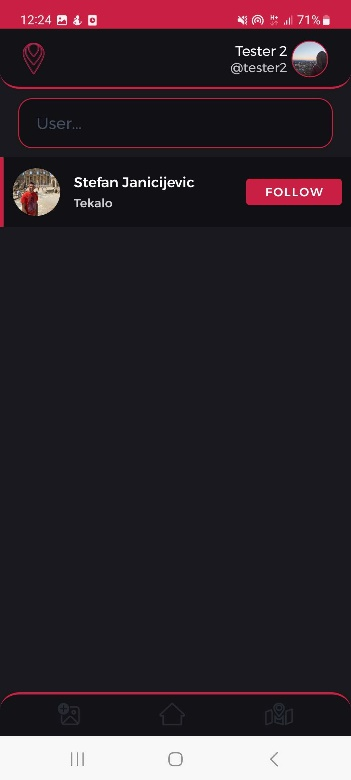 12:24
71%
Tester 2
@tester2
User...
Stefan Janicijevic
Tekalo
FOLLOW